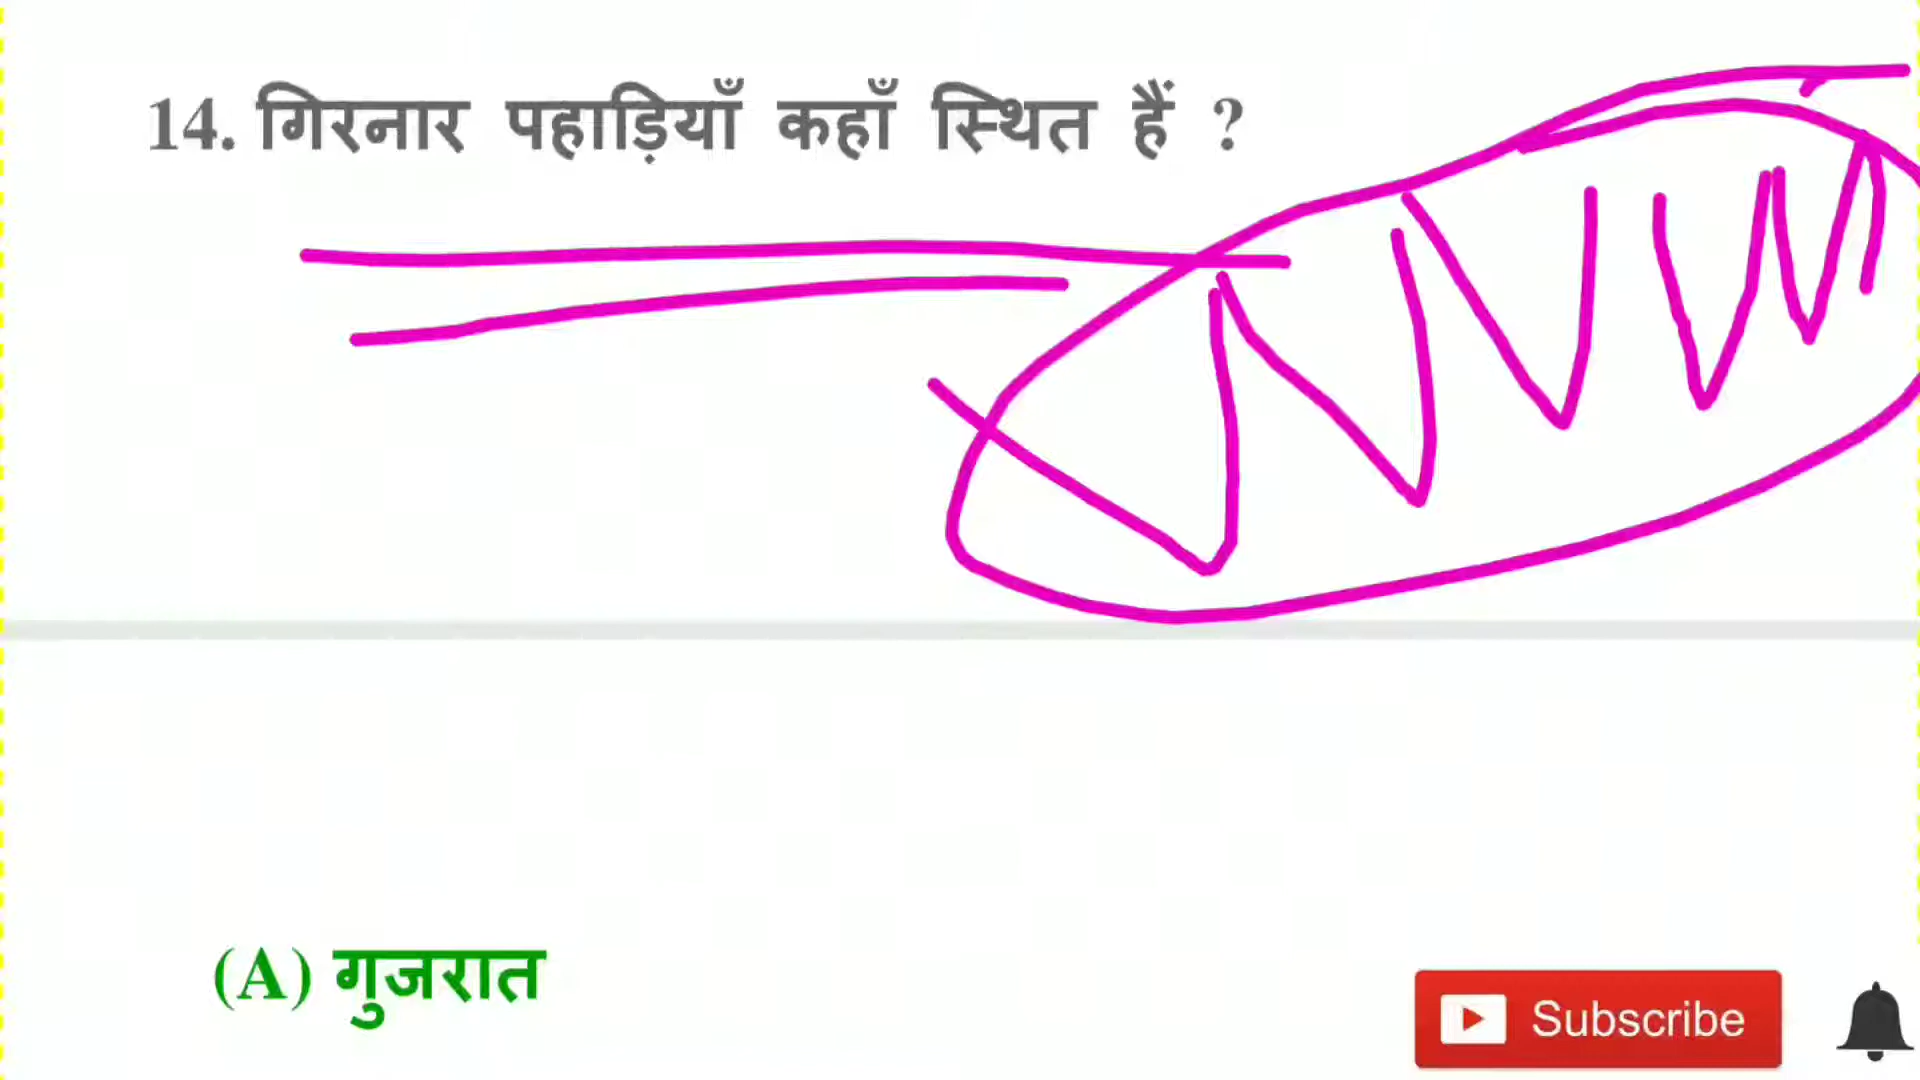 14. गिरनार पहाड़ियाँ कहाँ स्थित हैं ?
(A) गुजरात
Subscribe